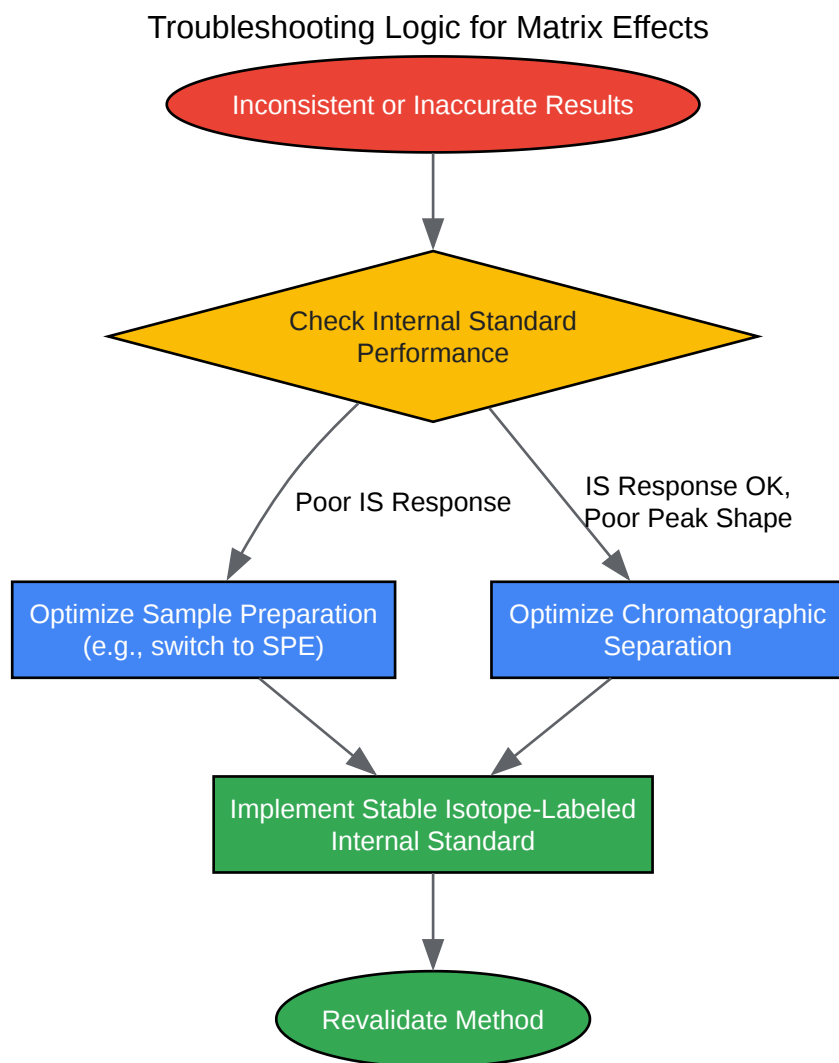 Troubleshooting Logic for Matrix Effects
Inconsistent or Inaccurate Results
Check Internal Standard
Performance
Poor IS Response
IS Response OK,
Poor Peak Shape
Optimize Sample Preparation
(e.g., switch to SPE)
Optimize Chromatographic
Separation
Implement Stable Isotope-Labeled
Internal Standard
Revalidate Method